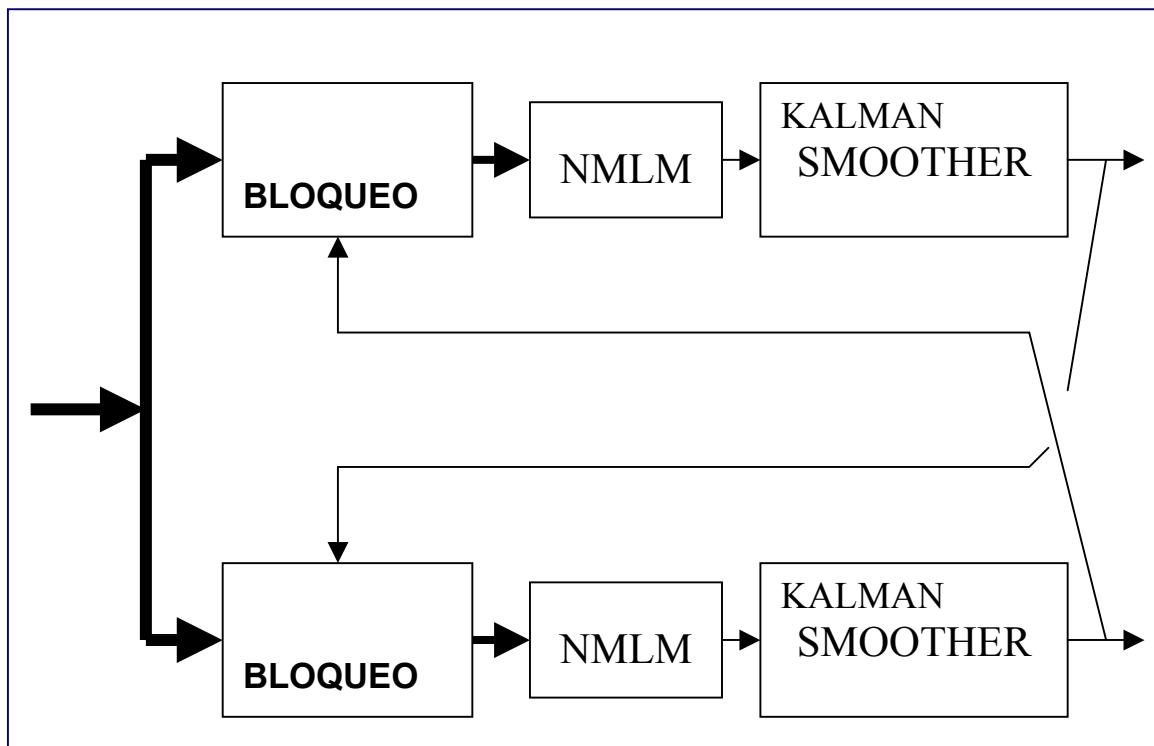 BLOQUEO
NMLM
KALMAN
SMOOTHER
BLOQUEO
NMLM
KALMAN
SMOOTHER